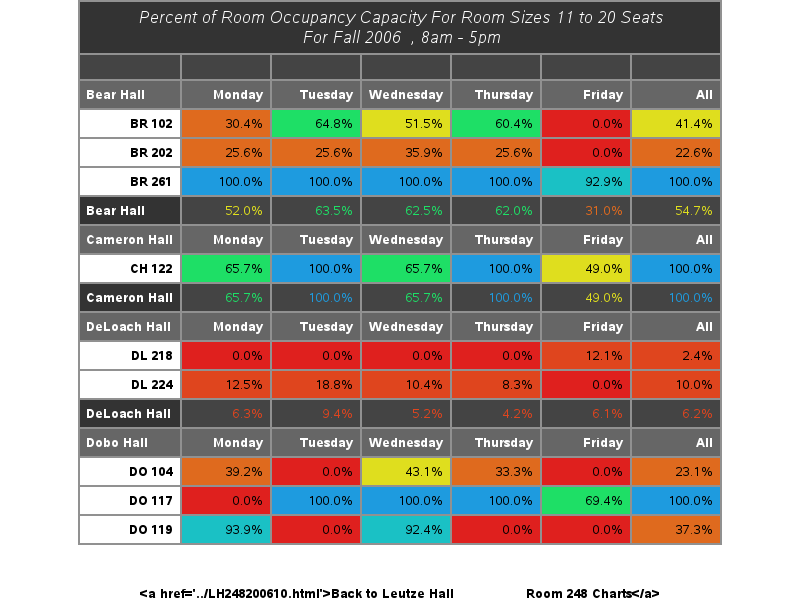 Percent of Room Occupancy Capacity For Room Sizes 11 to 20 Seats
For Fall 2006 , 8am - 5pm
Bear Hall Monday Tuesday Wednesday Thursday Friday All
BR 102 30.4% 64.8% 51.5% 60.4% 0.0% 41.4%
BR 202 25.6% 25.6% 35.9% 25.6% 0.0% 22.6%
BR 261 100.0% 100.0% 100.0% 100.0% 92.9% 100.0%
Bear Hall 52.0% 63.5% 62.5% 62.0% 31.0% 54.7%
Cameron Hall Monday Tuesday Wednesday Thursday Friday All
CH 122 65.7% 100.0% 65.7% 100.0% 49.0% 100.0%
Cameron Hall 65.7% 100.0% 65.7% 100.0% 49.0% 100.0%
DeLoach Hall Monday Tuesday Wednesday Thursday Friday All
DL 218 0.0% 0.0% 0.0% 0.0% 12.1% 2.4%
DL 224 12.5% 18.8% 10.4% 8.3% 0.0% 10.0%
DeLoach Hall 6.3% 9.4% 5.2% 4.2% 6.1% 6.2%
Dobo Hall Monday Tuesday Wednesday Thursday Friday All
DO 104 39.2% 0.0% 43.1% 33.3% 0.0% 23.1%
DO 117 0.0% 100.0% 100.0% 100.0% 69.4% 100.0%
DO 119 93.9% 0.0% 92.4% 0.0% 0.0% 37.3%
<a href='../LH248200610.html'>Back to Leutze Hall Room 248 Charts</a>